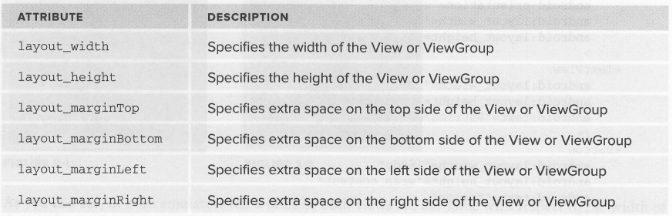 ATTRIBUTE DESCRIPTION
layout_width Specifies the width of the View or ViewGroup
layout_height Specifies the height of the View or ViewGroup
layout_marginTop Specifies extra space on the top side of the View or ViewGroup
layout_marginBottom Specifies extra space on the bottom side of the View or ViewGroup
layout_marginLeft Specifies extra space on the left side of the View or ViewGroup
layout_marginRight Specifies extra space on the right side of the View or ViewGroup